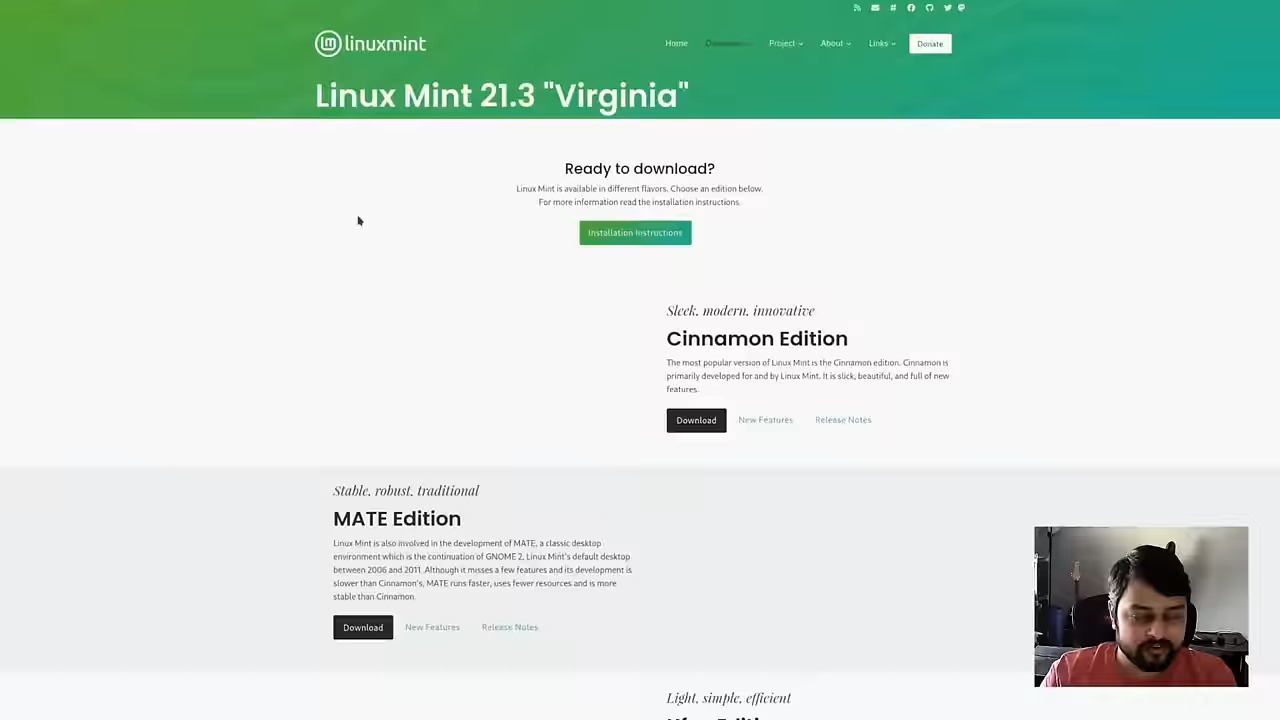 linuxmint
Home
Project
About
Links
Donate
Linux Mint 21.3 "Virginia"
Ready to download?
Linux Mint is available in different flavors. Choose an edition below.
For more information read the installation instructions.
Installation Instructions
Sleek, modern, innovative
Cinnamon Edition
The most popular version of Linux Mint is the Cinnamon edition. Cinnamon is
primarily developed for and by Linux Mint. It is slick, beautiful, and full of new
features.
Download
New Features
Release Notes
Stable, robust, traditional
MATE Edition
Linux Mint is also involved in the development of MATE, a classic desktop
environment which is the continuation of GNOME 2, Linux Mint's default desktop
between 2006 and 2011. Although it misses a few features and its development is
slower than Cinnamon's, MATE runs faster, uses fewer resources and is more
stable than Cinnamon.
Download
New Features
Release Notes
Light, simple, efficient